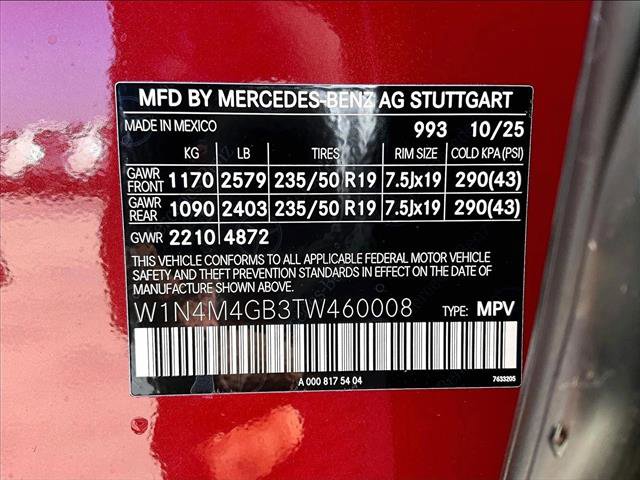 MFD BY MERCEDES-BENZ AG STUTTGART
MADE IN MEXICO 993 10/25
KG LB TIRES RIM SIZE COLD KPA(PSI)
GAWR FRONT 1170 2579 235/50 R19 7.5Jx19 290(43)
GAWR REAR 1090 2403 235/50 R19 7.5Jx19 290(43)
GVWR 2210 4872
THIS VEHICLE CONFORMS TO ALL APPLICABLE FEDERAL MOTOR VEHICLE
SAFETY AND THEFT PREVENTION STANDARDS IN EFFECT ON THE DATE
OF MANUFACTURE SHOWN ABOVE.
W1N4M4GB3TW460008 TYPE: MPV
A 000 817 54 04 7633205